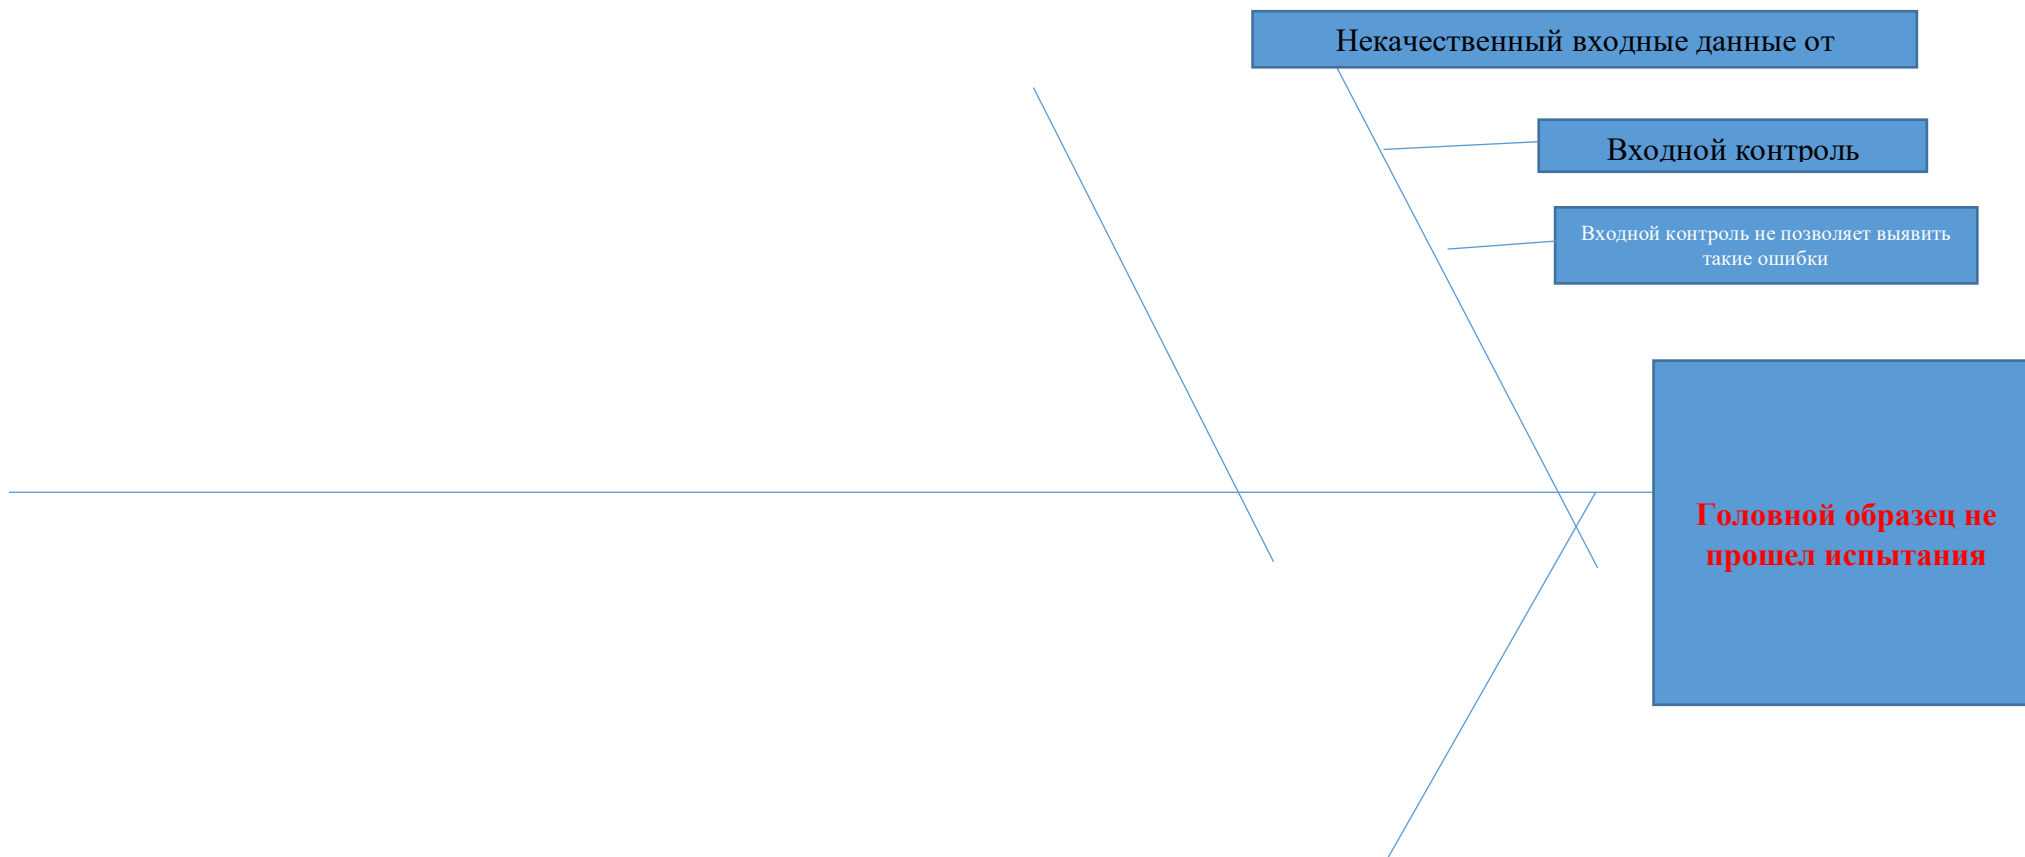 Некачественный входные данные от
Входной контроль
Входной контроль не позволяет выявить
такие ошибки
Головной образец не
прошел испытания